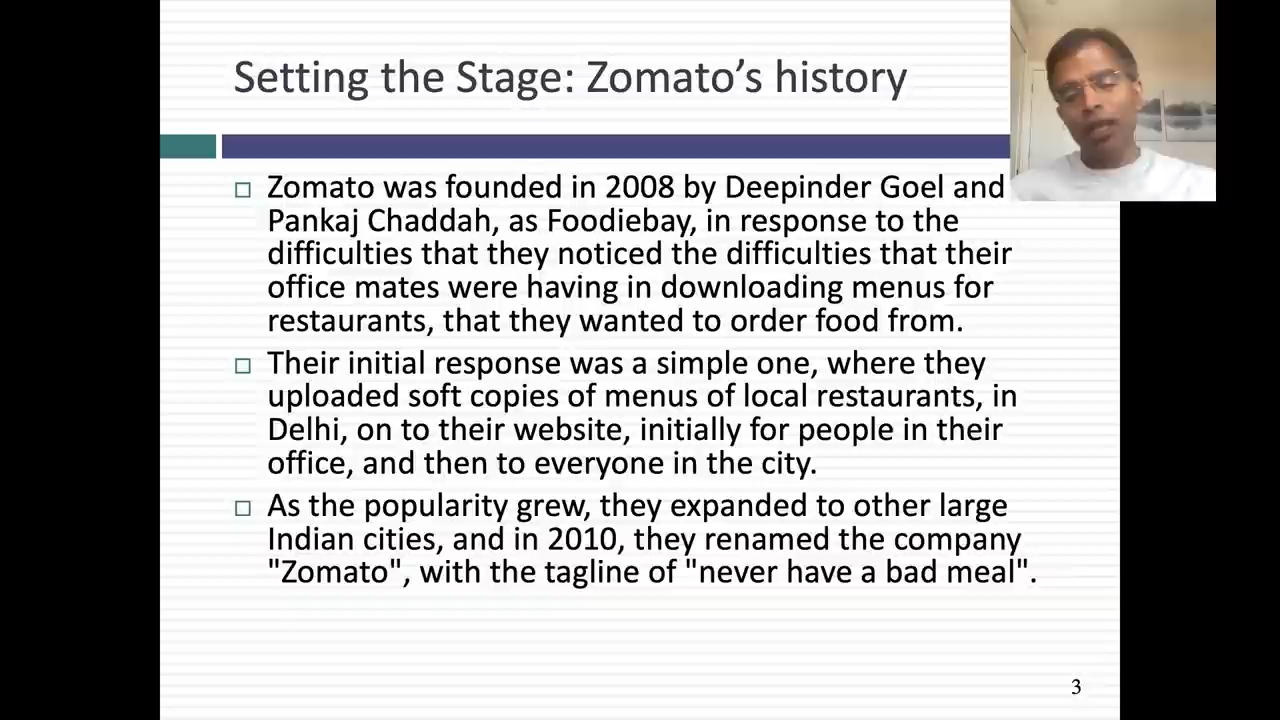 Setting the Stage: Zomato’s history
Zomato was founded in 2008 by Deepinder Goel and
Pankaj Chaddah, as Foodiebay, in response to the
difficulties that they noticed the difficulties that their
office mates were having in downloading menus for
restaurants, that they wanted to order food from.
Their initial response was a simple one, where they
uploaded soft copies of menus of local restaurants, in
Delhi, on to their website, initially for people in their
office, and then to everyone in the city.
As the popularity grew, they expanded to other large
Indian cities, and in 2010, they renamed the company
"Zomato", with the tagline of "never have a bad meal".
3